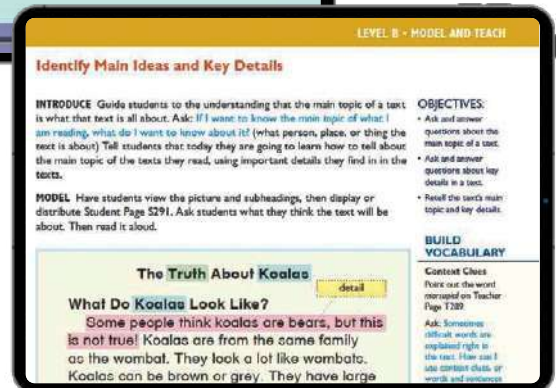 LEVEL B • MODEL AND TEACH
Identify Main Ideas and Key Details
INTRODUCE Guide students to the understanding that the main topic of a text
is what that text is all about. Ask: If I want to know the main topic of what I
am reading, what do I want to know about it? (what person, place, or thing the
text is about) Tell students that today they are going to learn how to tell about
the main topic of the texts they read, using important details they find in in the
texts.
MODEL Have students view the picture and subheadings, then display or
distribute Student Page S291. Ask students what they think the text will be
about. Then read it aloud.
The Truth About Koalas
detail
What Do Koalas Look Like?
Some people think koalas are bears, but this
is not true! Koalas are from the same family
as the wombat. They look a lot like wombats.
Koalas can be brown or grey. They have large
OBJECTIVES:
• Ask and answer
questions about the
main topic of a text.
• Ask and answer
questions about key
details in a text.
• Retell the text's main
topic and key details.
BUILD
VOCABULARY
Context Clues
Point out the word
marsupial on Teacher
Page T289.
Ask: Sometimes
difficult words are
explained right in
the text. How can I
use context clues, or
words and sentences